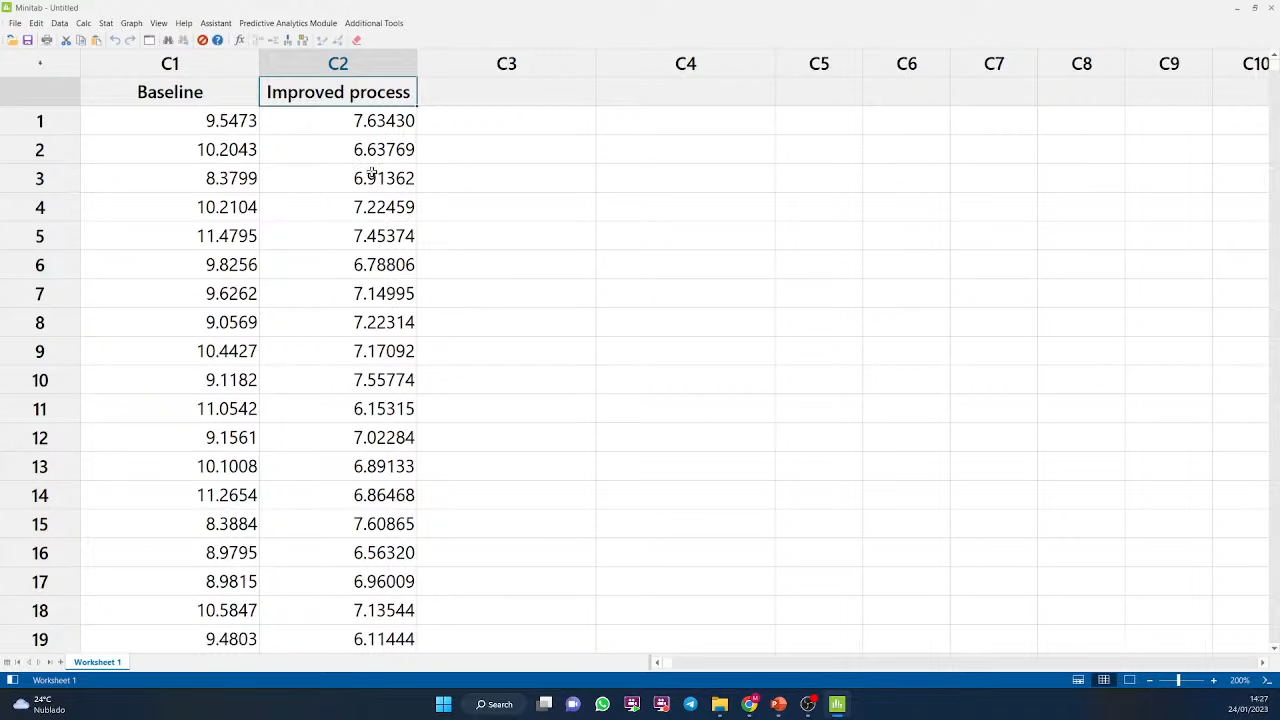 Minitab - Untitled
File Edit Data Calc Stat Graph View Help Assistant Predictive Analytics Module Additional Tools
C1 C2 C3 C4 C5 C6 C7 C8 C9 C10
Baseline Improved process
1 9.5473 7.63430
2 10.2043 6.63769
3 8.3799 6.91362
4 10.2104 7.22459
5 11.4795 7.45374
6 9.8256 6.78806
7 9.6262 7.14995
8 9.0569 7.22314
9 10.4427 7.17092
10 9.1182 7.55774
11 11.0542 6.15315
12 9.1561 7.02284
13 10.1008 6.89133
14 11.2654 6.86468
15 8.3884 7.60865
16 8.9795 6.56320
17 8.9815 6.96009
18 10.5847 7.13544
19 9.4803 6.11444
Worksheet 1
Worksheet 1 200%
24°C
Nublado
Search
14:27
24/01/2023